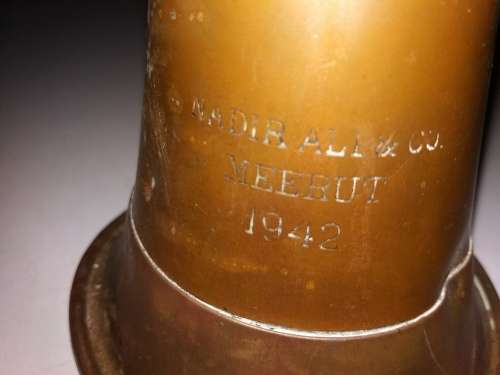 NADIR ALI & CO.
MEERUT
1942